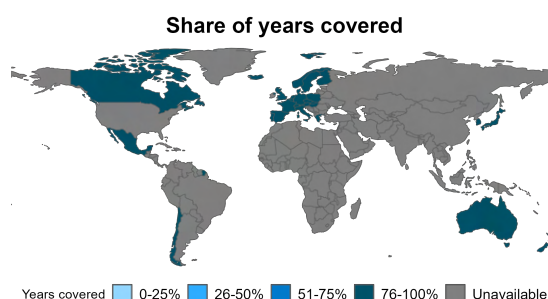 Share of years covered
Years covered 0-25% 26-50% 51-75% 76-100% Unavailable